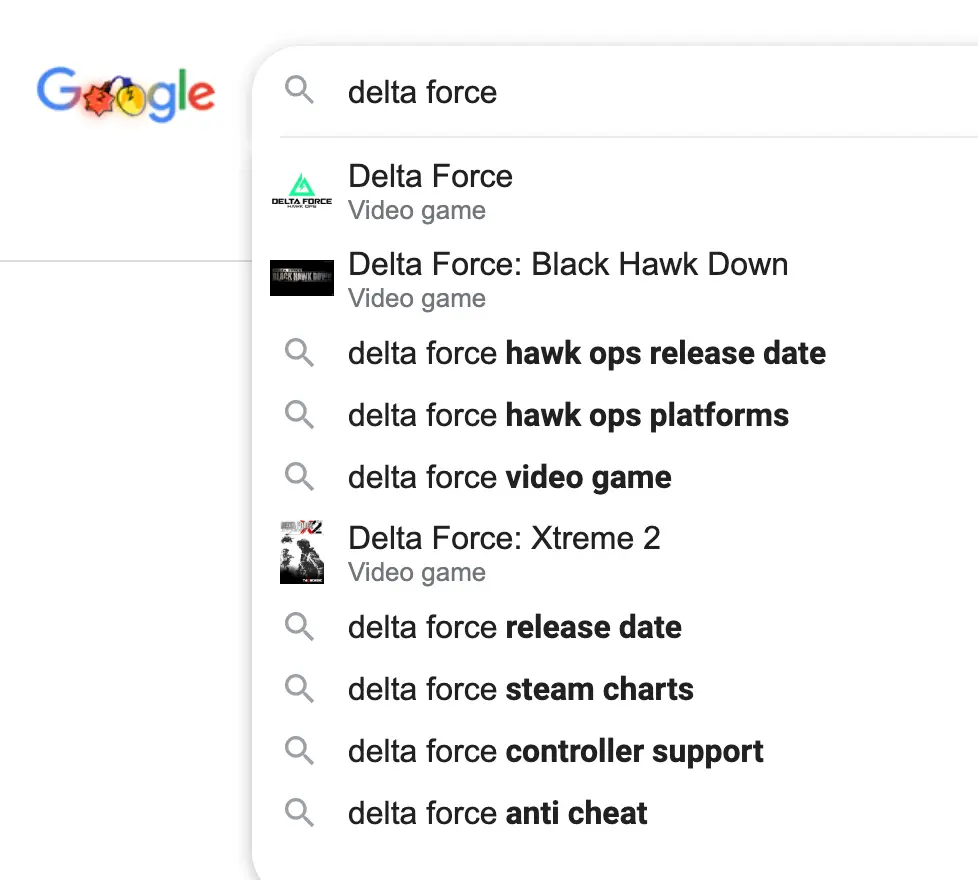 Google
delta force
DELTA FORCE
HAWK OPS
Delta Force
Video game
BLACK HAWK DOWN
Delta Force: Black Hawk Down
Video game
delta force hawk ops release date
delta force hawk ops platforms
delta force video game
Delta Force: Xtreme 2
Video game
delta force release date
delta force steam charts
delta force controller support
delta force anti cheat